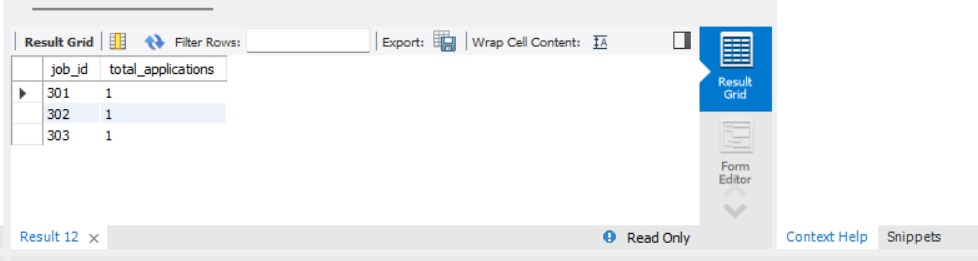 Result Grid Filter Rows: Export: Wrap Cell Content:
job_id total_applications
301 1
302 1
303 1
Result Grid
Form Editor
Result 12 Read Only
Context Help Snippets